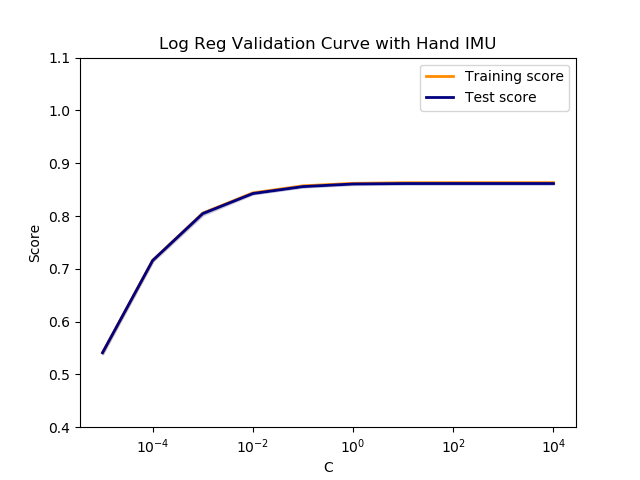 Log Reg Validation Curve with Hand IMU
1.1
1.0
0.9
0.8
0.7
0.6
0.5
0.4
Score
Training score
Test score
10⁻⁴
10⁻²
10⁰
10²
10⁴
C